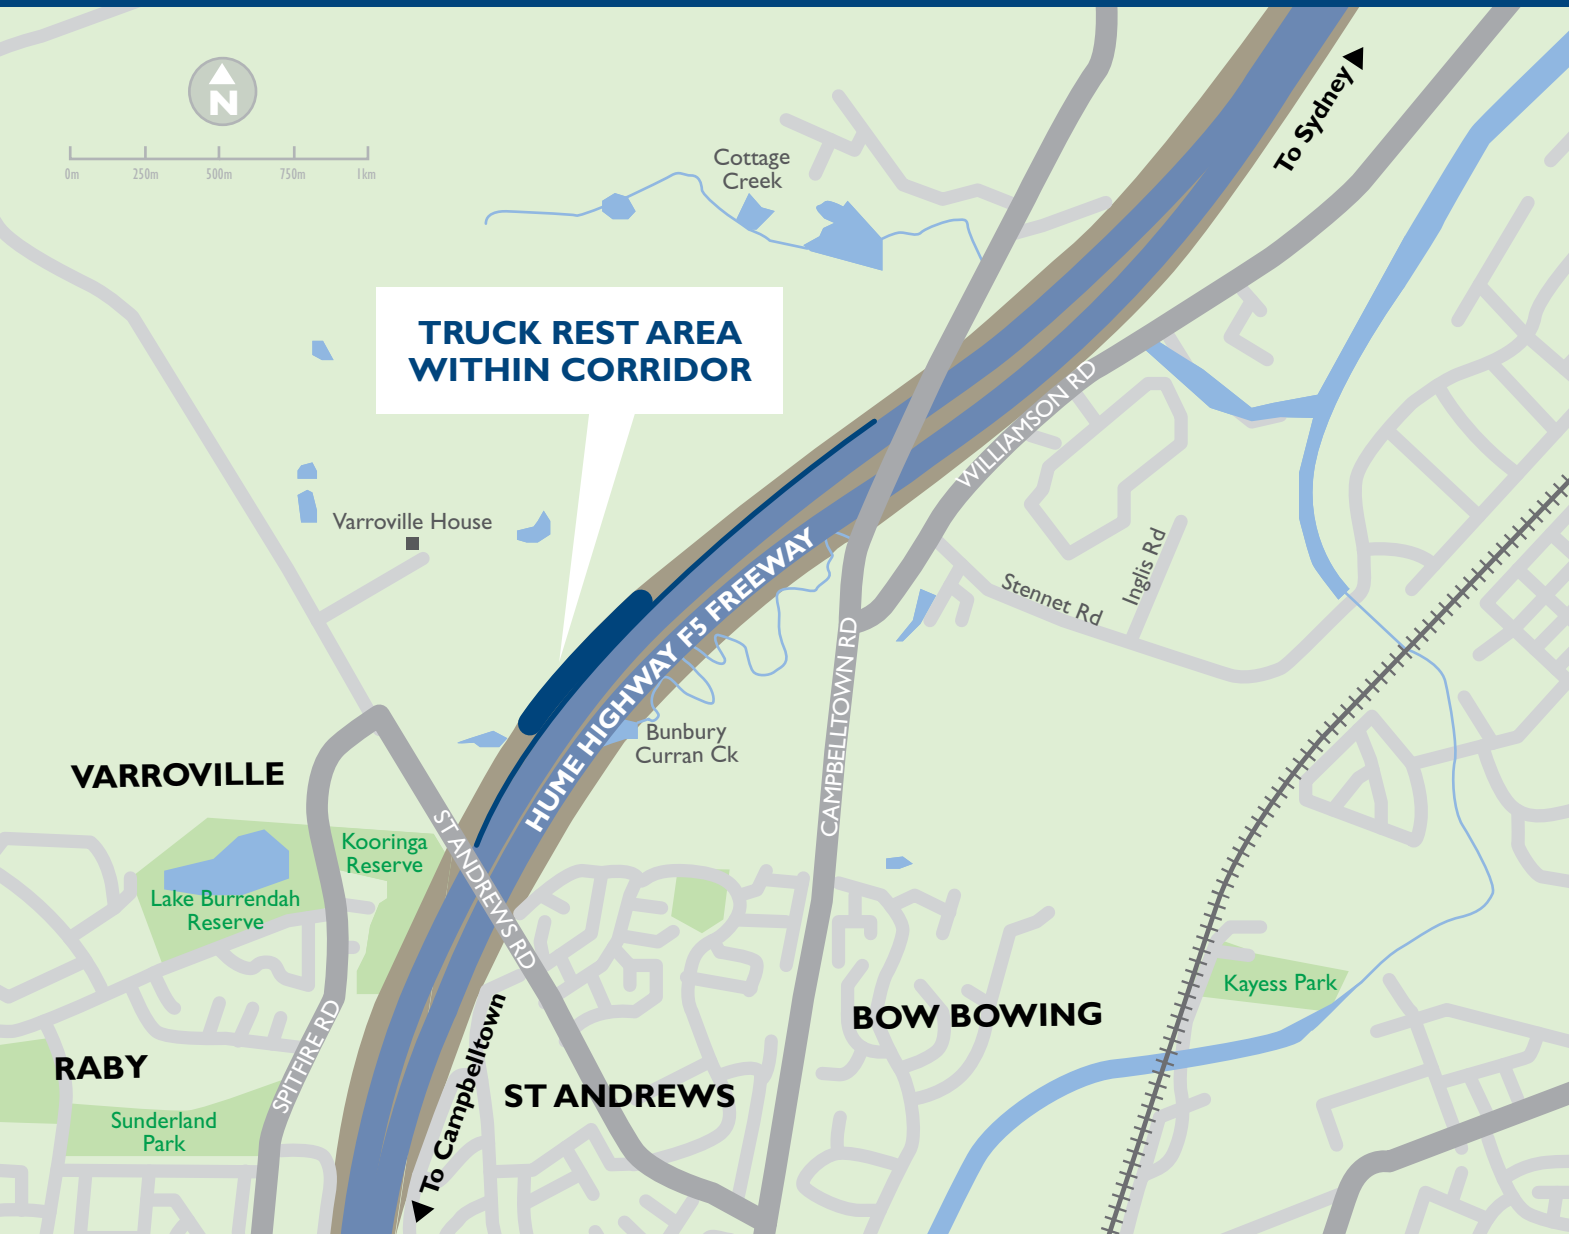 N
0m 250m 500m 750m 1km
To Sydney
Cottage
Creek
TRUCK REST AREA
WITHIN CORRIDOR
WILLIAMSON RD
Varroville House
HUME HIGHWAY F5 FREEWAY
Stennet Rd
Inglis Rd
CAMPBELLTOWN RD
Bunbury
Curran Ck
VARROVILLE
Kooringa
Reserve
ST ANDREWS RD
Lake Burrendah
Reserve
SPITFIRE RD
Kayess Park
BOW BOWING
RABY
ST ANDREWS
To Campbelltown
Sunderland
Park